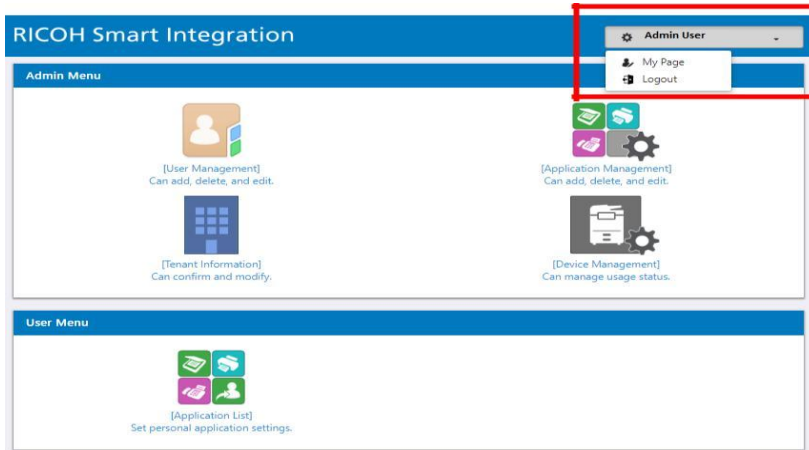 RICOH Smart Integration
Admin User
My Page
Logout
Admin Menu
[User Management]
Can add, delete, and edit.
[Application Management]
Can add, delete, and edit.
[Tenant Information]
Can confirm and modify.
[Device Management]
Can manage usage status.
User Menu
[Application List]
Set personal application settings.